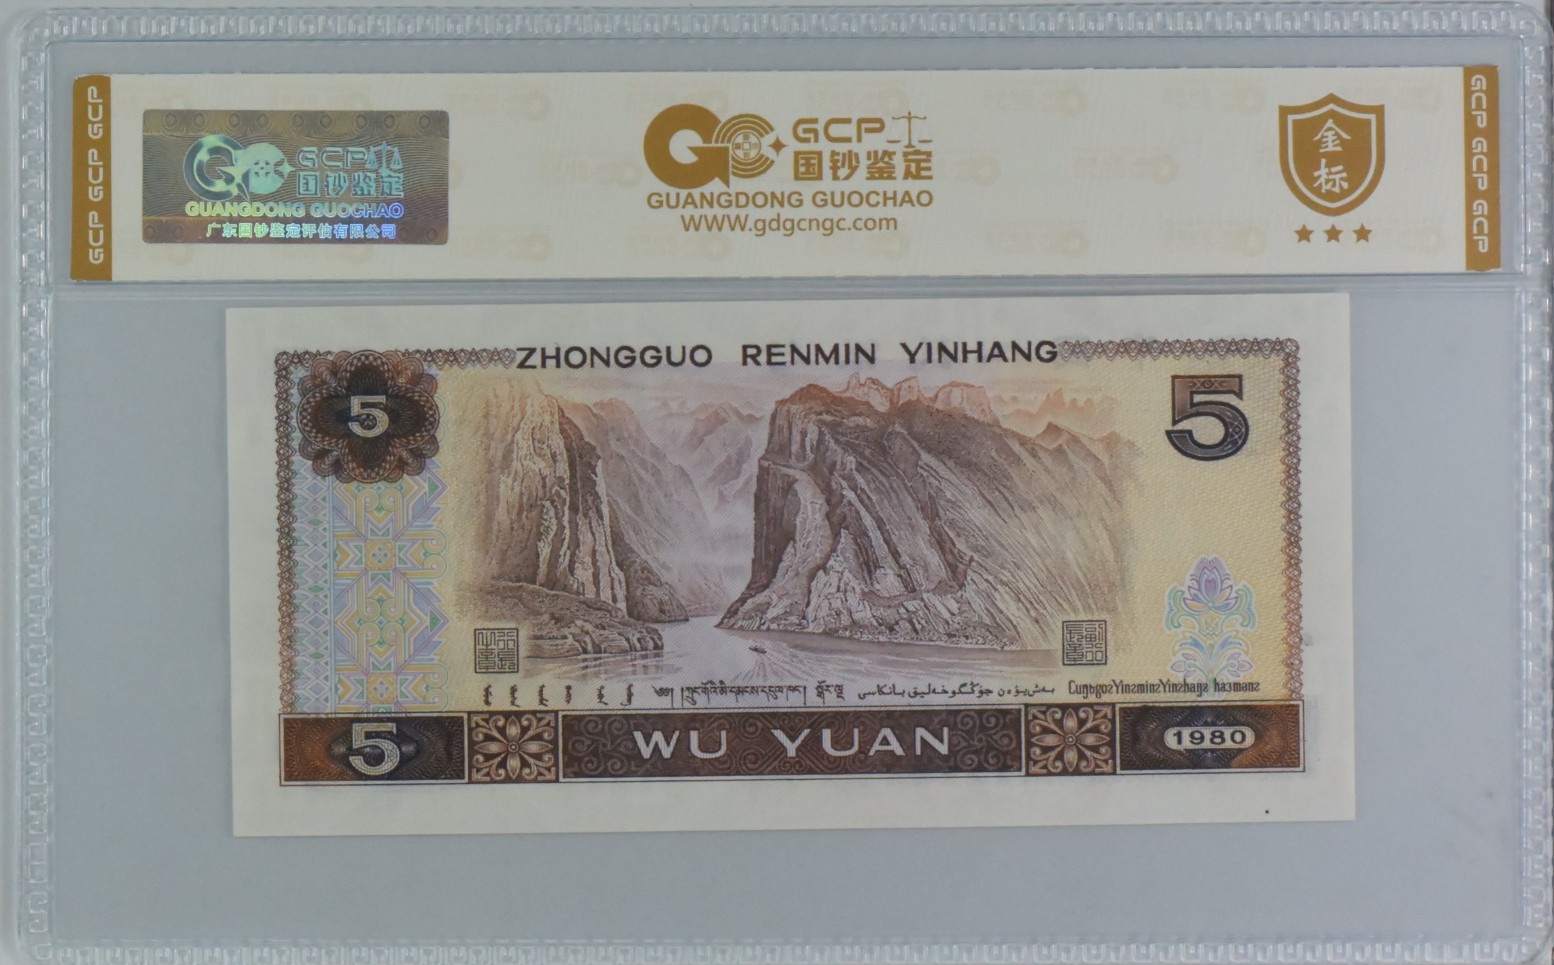 GCP GCP GCP
GCP
国钞鉴定
GUANGDONG GUOCHAO
广东国钞鉴定评估有限公司
GCP
国钞鉴定
GUANGDONG GUOCHAO
WWW.gdgcngc.com
金
标
GCP GCP GCP
ZHONGGUO RENMIN YINHANG
5
5
5
WU YUAN
1980